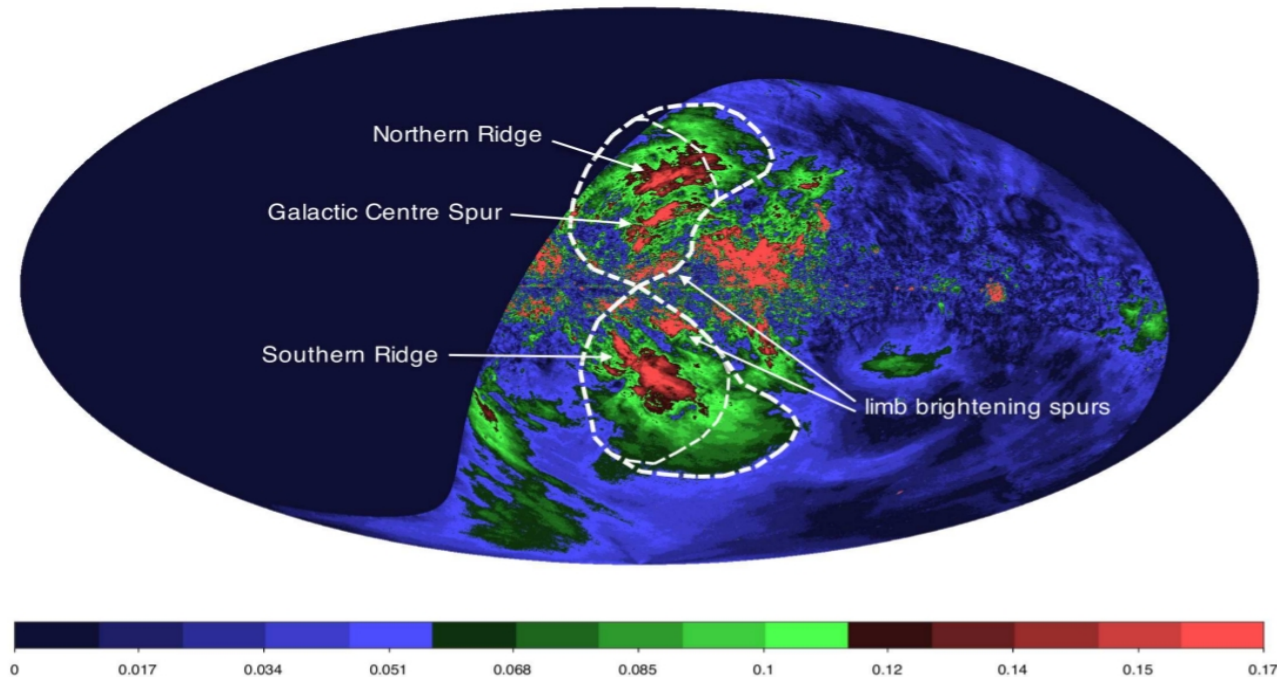 Northern Ridge
Galactic Centre Spur
Southern Ridge
limb brightening spurs
0 0.017 0.034 0.051 0.068 0.085 0.1 0.12 0.14 0.15 0.17